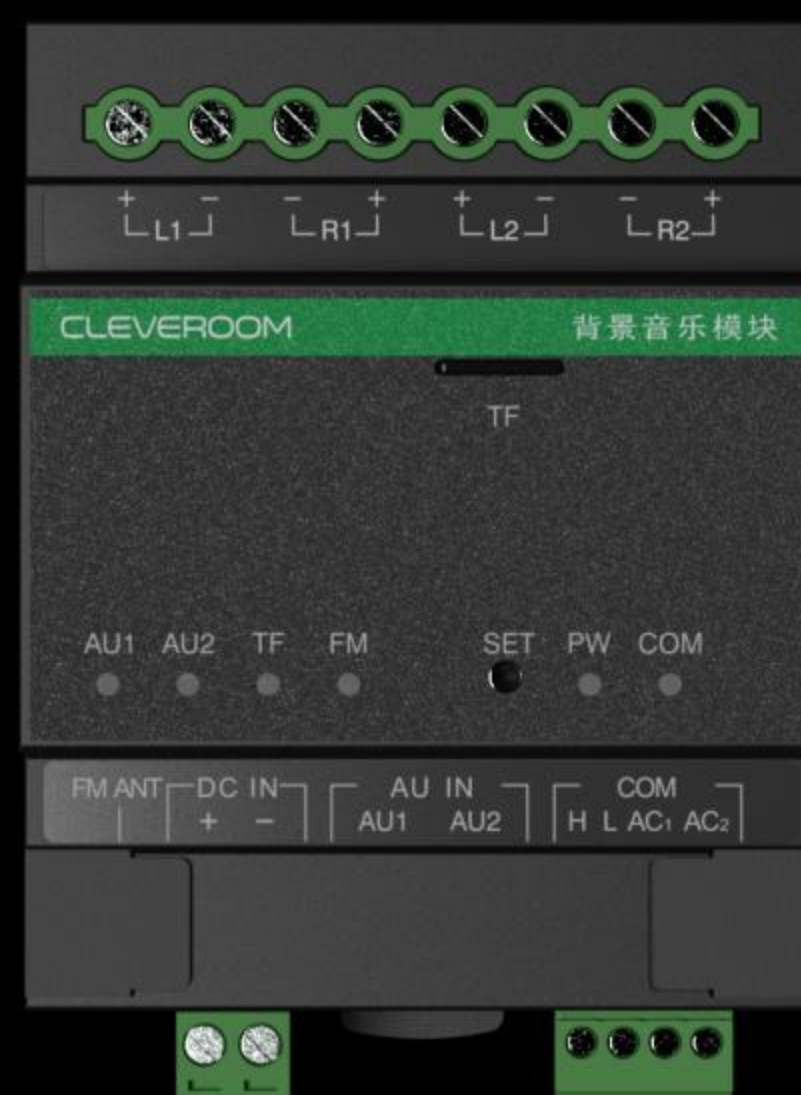 + − − + + − − +
L1 R1 L2 R2
CLEVEROOM 背景音乐模块
TF
AU1 AU2 TF FM SET PW COM
FM ANT DC IN AU IN COM
+ − AU1 AU2 H L AC1 AC2